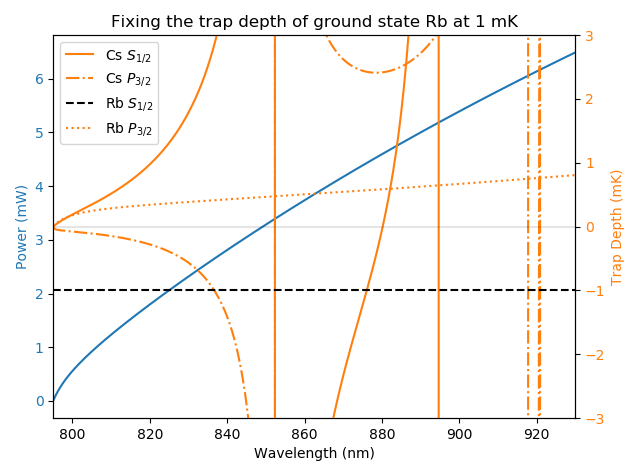 Fixing the trap depth of ground state Rb at 1 mK
Cs S1/2
Cs P3/2
Rb S1/2
Rb P3/2
Power (mW)
6
5
4
3
2
1
0
Trap Depth (mK)
3
2
1
0
−1
−2
−3
800 820 840 860 880 900 920
Wavelength (nm)